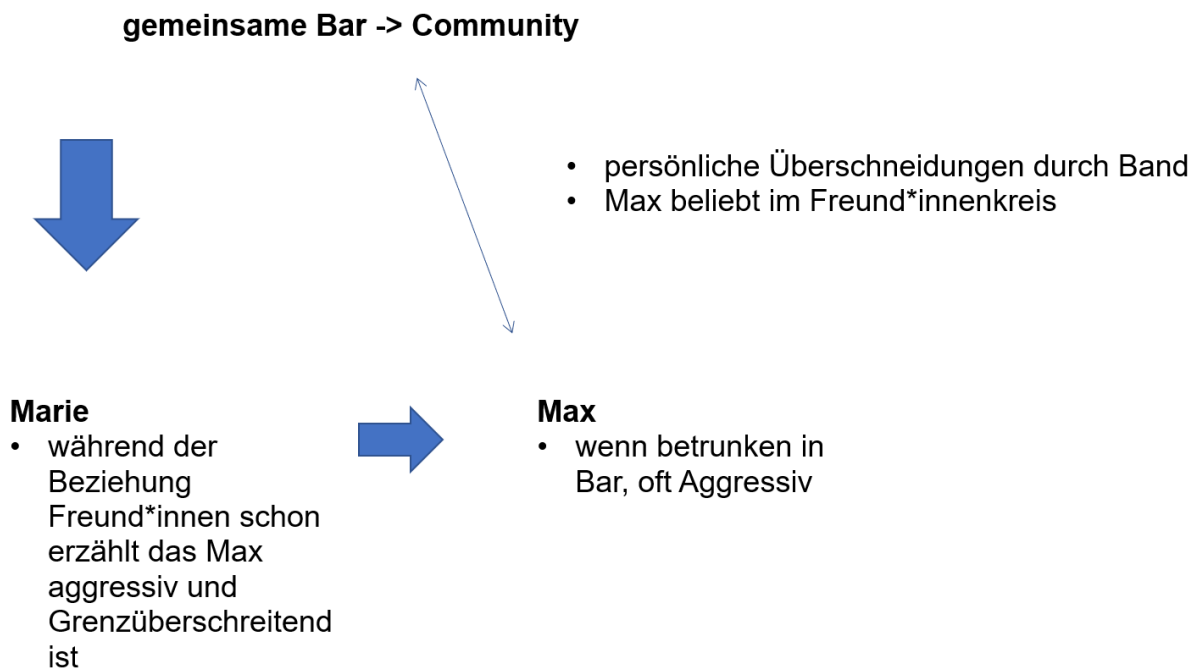 gemeinsame Bar -> Community
• persönliche Überschneidungen durch Band
• Max beliebt im Freund*innenkreis
Marie
• während der
Beziehung
Freund*innen schon
erzählt das Max
aggressiv und
Grenzüberschreitend
ist
Max
• wenn betrunken in
Bar, oft Aggressiv